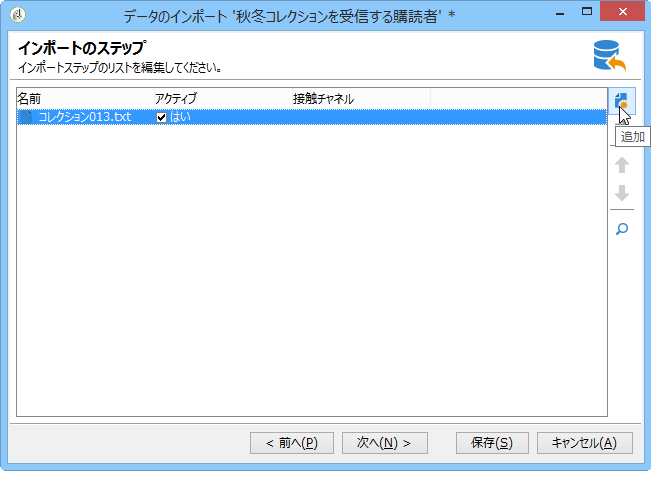 データのインポート '秋冬コレクションを受信する購読者' *
インポートのステップ
インポートステップのリストを編集してください。
名前 アクティブ 接触チャネル
コレクション013.txt はい
追加
< 前へ(P) 次へ(N) > 保存(S) キャンセル(A)